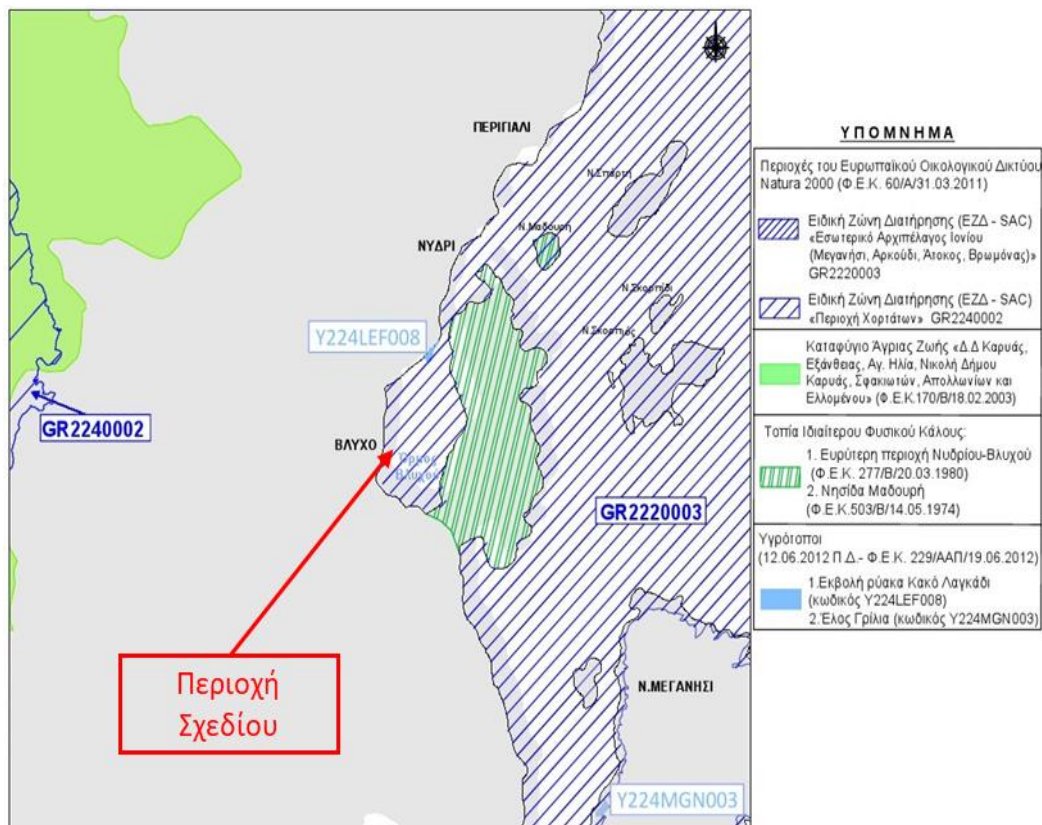 ΠΕΡΙΓΙΑΛΙ
Ν.Σπάρτη
Ν.Μαδουρή
ΝΥΔΡΙ
Ν.Σκορπίδι
Ν.Σκορπιός
Υ224LEF008
GR2240002
ΒΛΥΧΟ
Όρμος
Βλυχού
GR2220003
Περιοχή
Σχεδίου
Ν.ΜΕΓΑΝΗΣΙ
Υ224MGN003
ΥΠΟΜΝΗΜΑ
Περιοχές του Ευρωπαϊκού Οικολογικού Δικτύου
Natura 2000 (Φ.Ε.Κ. 60/Α/31.03.2011)
Ειδική Ζώνη Διατήρησης (ΕΖΔ - SAC)
«Εσωτερικό Αρχιπέλαγος Ιονίου
(Μεγανήσι, Αρκούδι, Άτοκος, Βρωμόνας)»
GR2220003
Ειδική Ζώνη Διατήρησης (ΕΖΔ - SAC)
«Περιοχή Χορτάτων» GR2240002
Καταφύγιο Άγριας Ζωής «Δ.Δ Καρυάς,
Εξάνθειας, Αγ. Ηλία, Νικολή Δήμου
Καρυάς, Σφακιωτών, Απολλωνίων και
Ελλομένου» (Φ.Ε.Κ.170/Β/18.02.2003)
Τοπία Ιδιαίτερου Φυσικού Κάλους:
1. Ευρύτερη περιοχή Νυδρίου-Βλυχού
(Φ.Ε.Κ. 277/Β/20.03.1980)
2. Νησίδα Μαδουρή
(Φ.Ε.Κ.503/Β/14.05.1974)
Υγρότοποι
(12.06.2012 Π.Δ.- Φ.Ε.Κ. 229/ΑΑΠ/19.06.2012)
1.Εκβολή ρύακα Κακό Λαγκάδι
(κωδικός Υ224LEF008)
2.Έλος Γρίλια (κωδικός Υ224MGN003)